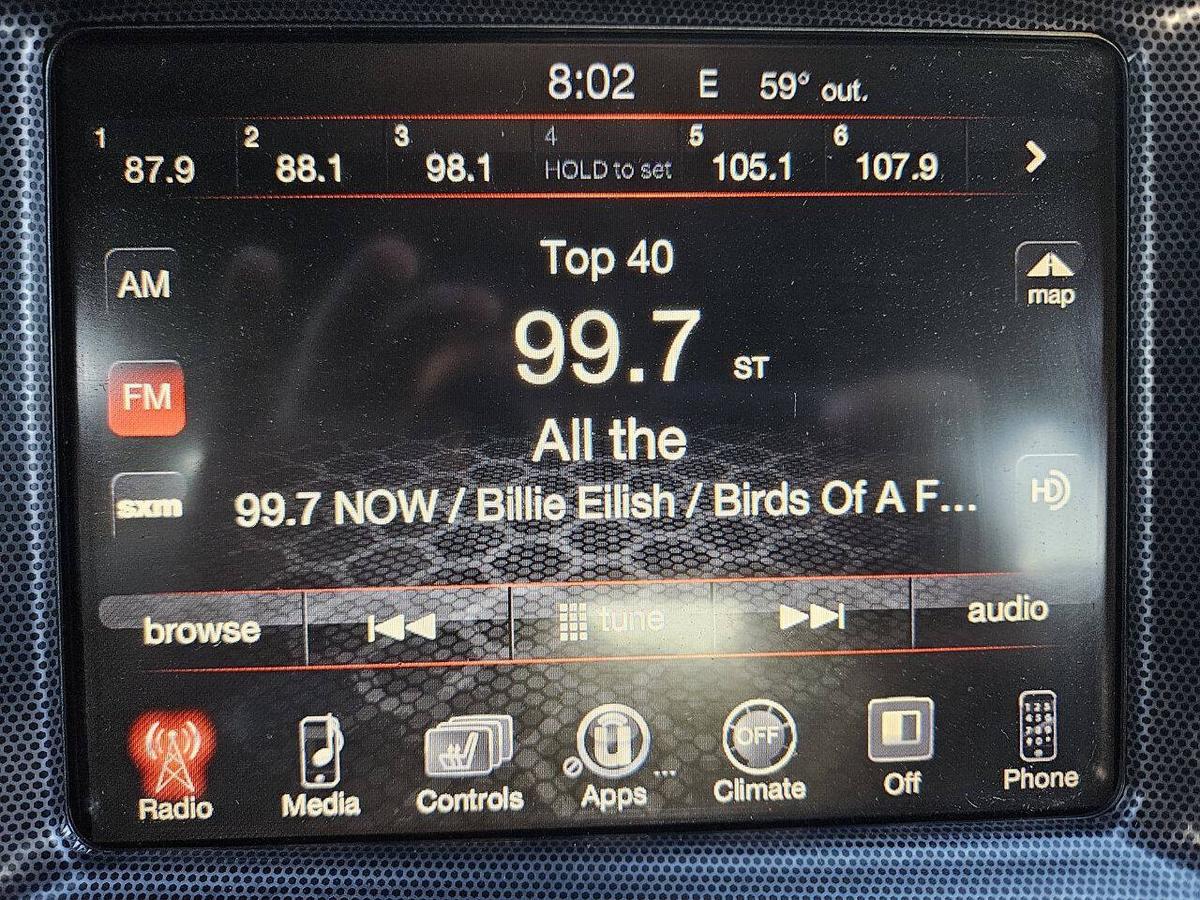 8:02 E 59° out.
1 87.9 2 88.1 3 98.1 4 HOLD to set 5 105.1 6 107.9
AM
Top 40
map
99.7 ST
FM
All the
sxm
99.7 NOW / Billie Eilish / Birds Of A F...
HD
browse tune audio
OFF
Radio Media Controls Apps ... Climate Off Phone